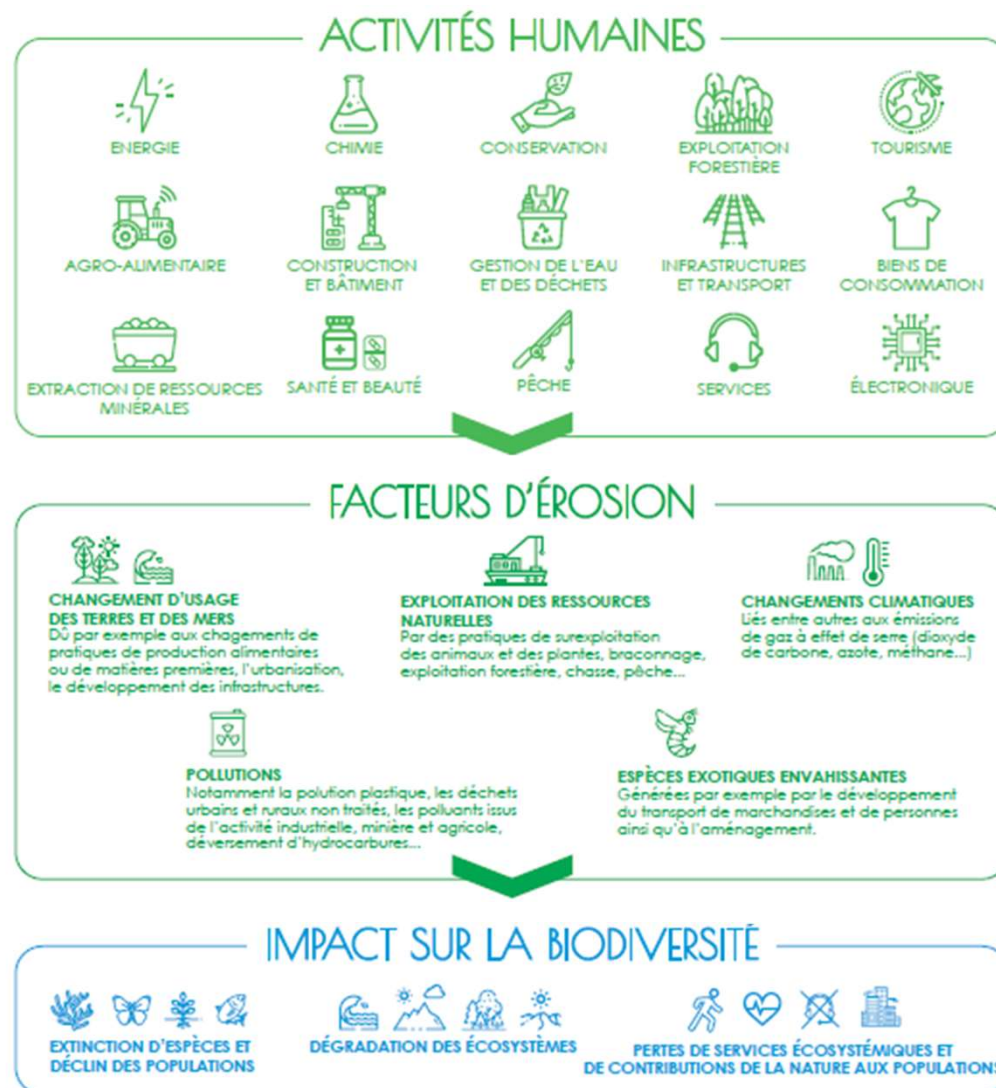 ACTIVITÉS HUMAINES
ENERGIE
CHIMIE
CONSERVATION
EXPLOITATION
FORESTIÈRE
TOURISME
AGRO-ALIMENTAIRE
CONSTRUCTION
ET BÂTIMENT
GESTION DE L'EAU
ET DES DÉCHETS
INFRASTRUCTURES
ET TRANSPORT
BIENS DE
CONSOMMATION
EXTRACTION DE RESSOURCES
MINÉRALES
SANTÉ ET BEAUTÉ
PÊCHE
SERVICES
ÉLECTRONIQUE
FACTEURS D'ÉROSION
CHANGEMENT D'USAGE
DES TERRES ET DES MERS
Dû par exemple aux chagements de
pratiques de production alimentaires
ou de matières premières, l'urbanisation,
le développement des infrastructures.
EXPLOITATION DES RESSOURCES
NATURELLES
Par des pratiques de surexploitation
des animaux et des plantes, braconnage,
exploitation forestière, chasse, pêche...
CHANGEMENTS CLIMATIQUES
Liés entre autres aux émissions
de gaz à effet de serre (dioxyde
de carbone, azote, méthane...)
POLLUTIONS
Notamment la polution plastique, les déchets
urbains et ruraux non traités, les polluants issus
de l'activité industrielle, minière et agricole,
déversement d'hydrocarbures...
ESPÈCES EXOTIQUES ENVAHISSANTES
Générées par exemple par le développement
du transport de marchandises et de personnes
ainsi qu'à l'aménagement.
IMPACT SUR LA BIODIVERSITÉ
EXTINCTION D'ESPÈCES ET
DÉCLIN DES POPULATIONS
DÉGRADATION DES ÉCOSYSTÈMES
PERTES DE SERVICES ÉCOSYSTÉMIQUES ET
DE CONTRIBUTIONS DE LA NATURE AUX POPULATIONS